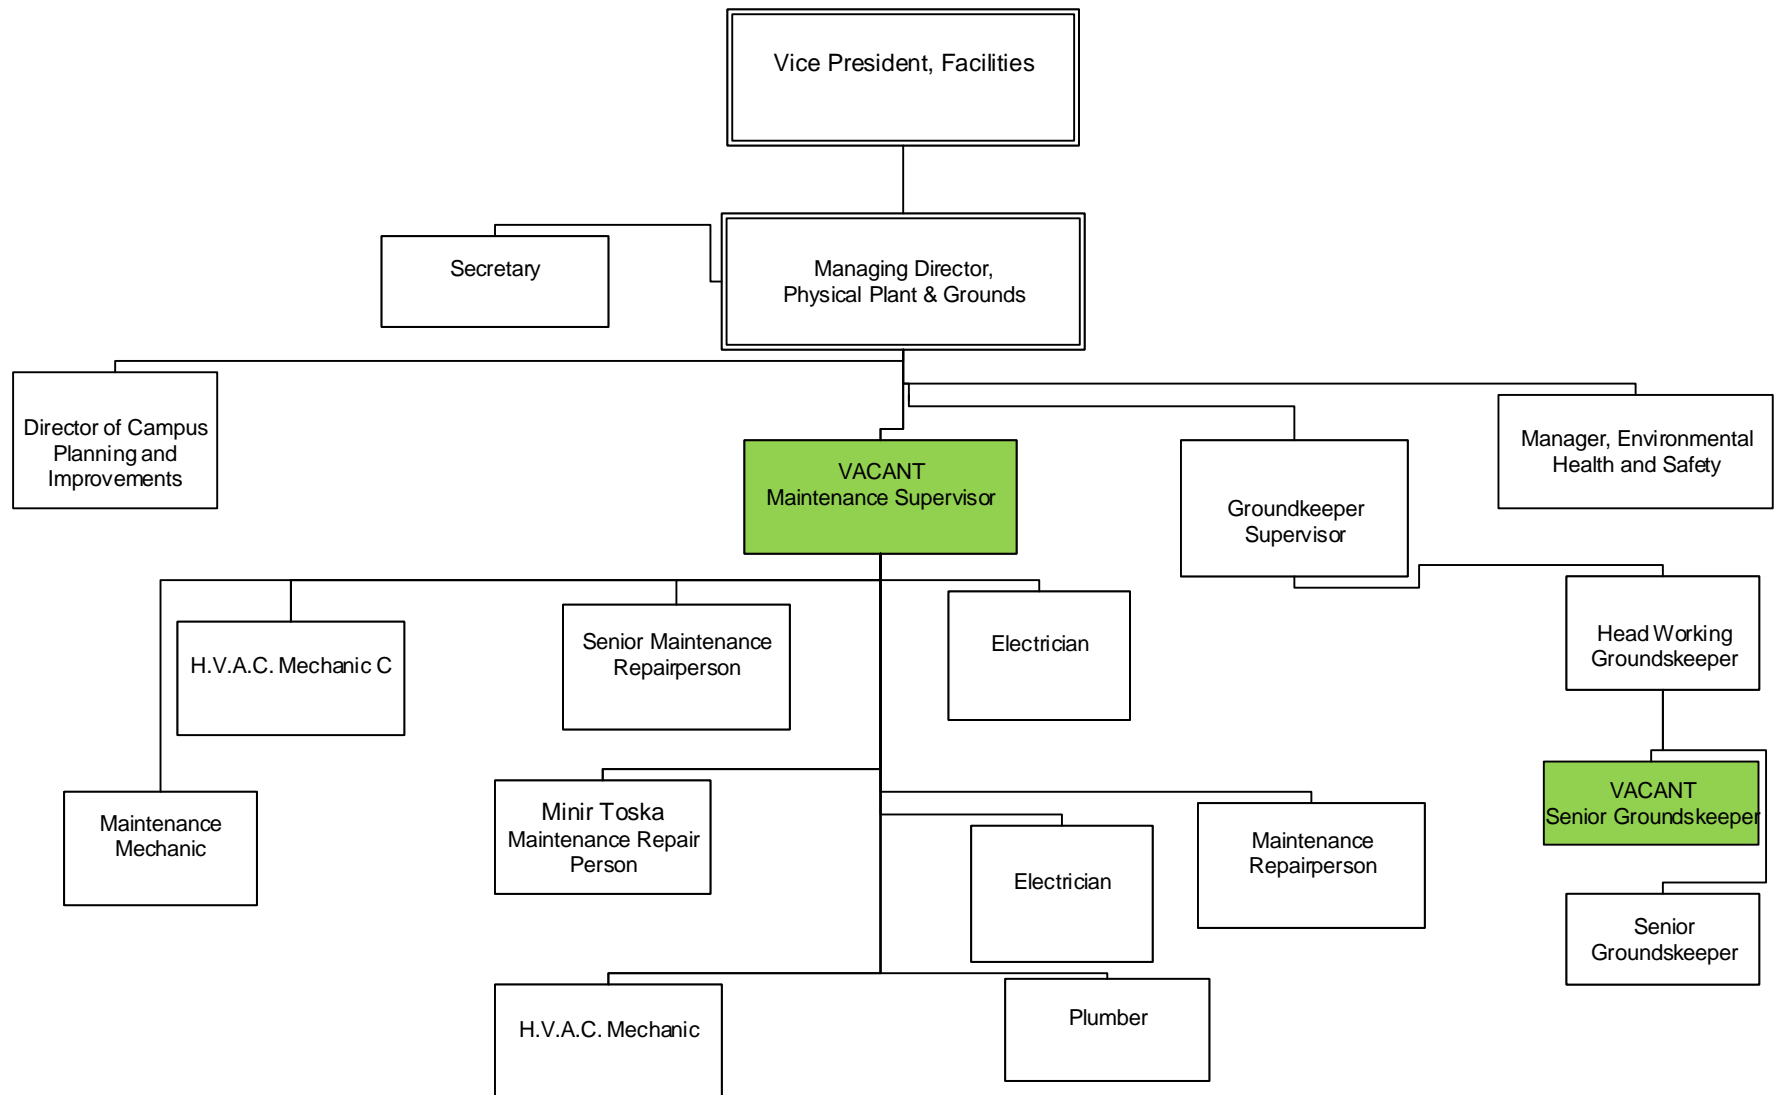 Vice President, Facilities
Secretary
Managing Director,
Physical Plant & Grounds
Director of Campus
Planning and
Improvements
VACANT
Maintenance Supervisor
Groundkeeper
Supervisor
Manager, Environmental
Health and Safety
H.V.A.C. Mechanic C
Senior Maintenance
Repairperson
Electrician
Head Working
Groundskeeper
Maintenance
Mechanic
Minir Toska
Maintenance Repair
Person
Electrician
Maintenance
Repairperson
VACANT
Senior Groundskeeper
Senior
Groundskeeper
H.V.A.C. Mechanic
Plumber